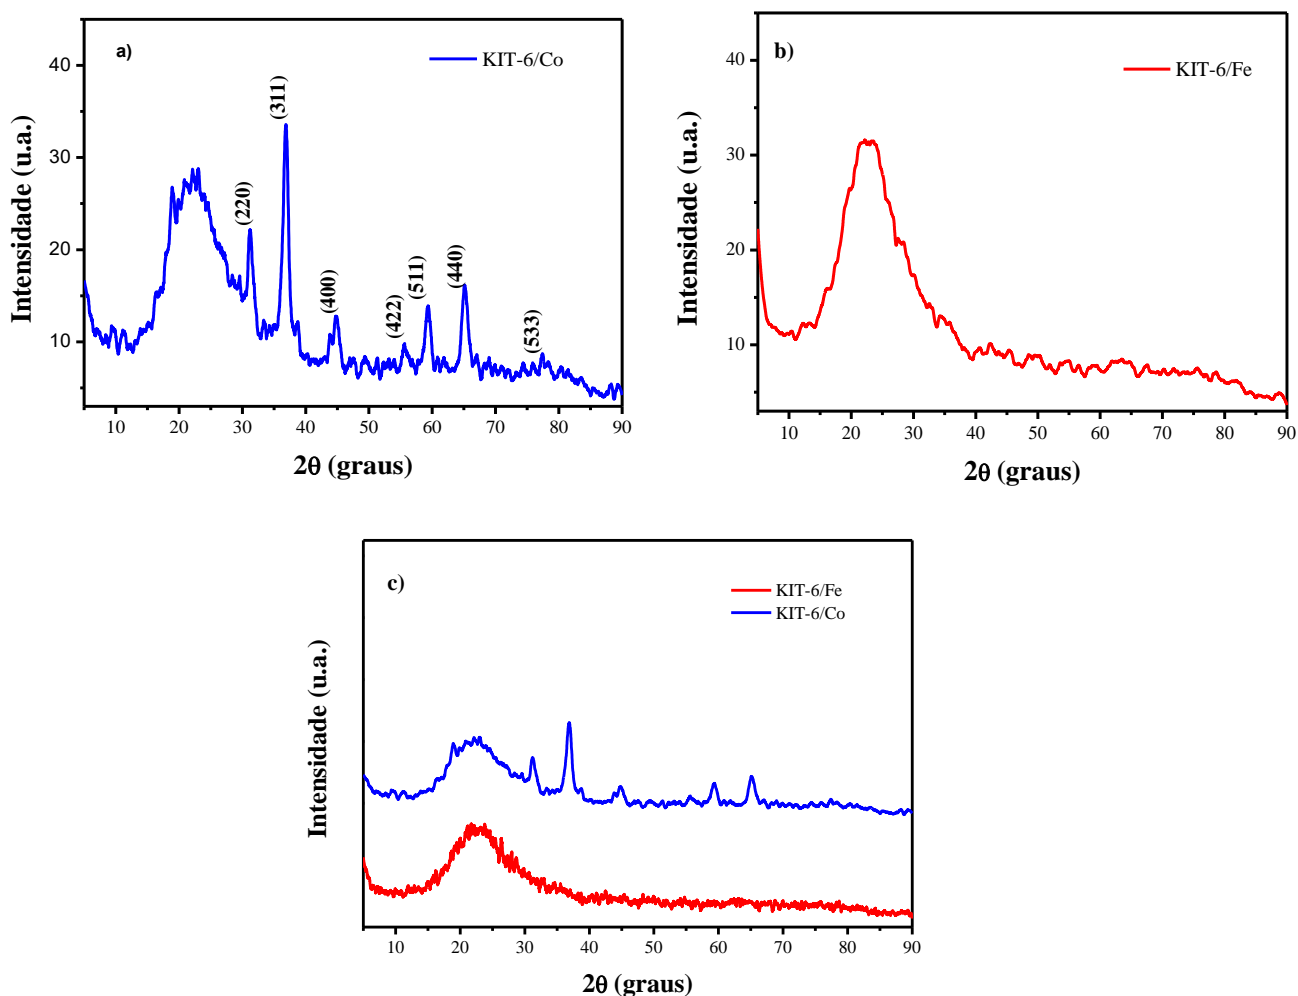 a)
KIT-6/Co
(220)
(311)
(400)
(422)
(511)
(440)
(533)
40
30
20
10
10 20 30 40 50 60 70 80 90
Intensidade (u.a.)
2θ (graus)
b)
KIT-6/Fe
40
30
20
10
10 20 30 40 50 60 70 80 90
Intensidade (u.a.)
2θ (graus)
c)
KIT-6/Fe
KIT-6/Co
10 20 30 40 50 60 70 80 90
Intensidade (u.a.)
2θ (graus)